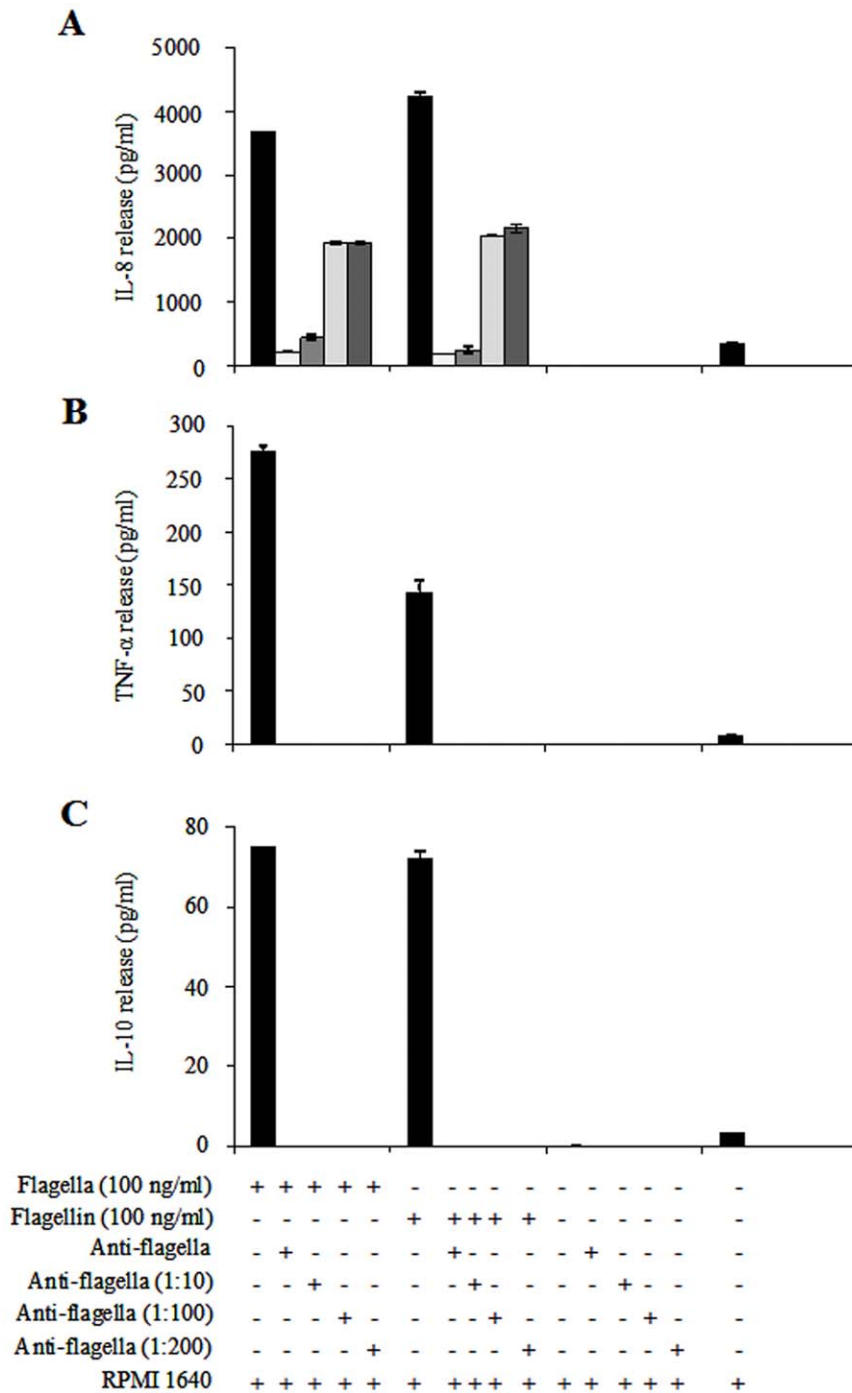 A
5000
4000
3000
2000
1000
0
IL-8 release (pg/ml)
B
300
250
200
150
100
50
0
TNF-α release (pg/ml)
C
80
60
40
20
0
IL-10 release (pg/ml)
Flagella (100 ng/ml) + + + + + - - - - - - - - - - -
Flagellin (100 ng/ml) - - - - - + + + + + - - - - - -
Anti-flagella - + - - - - + - - - - + - - - -
Anti-flagella (1:10) - - + - - - - + - - - - + - - -
Anti-flagella (1:100) - - - + - - - - + - - - - + - -
Anti-flagella (1:200) - - - - + - - - - + - - - - + -
RPMI 1640 + + + + + + + + + + + + + + + +